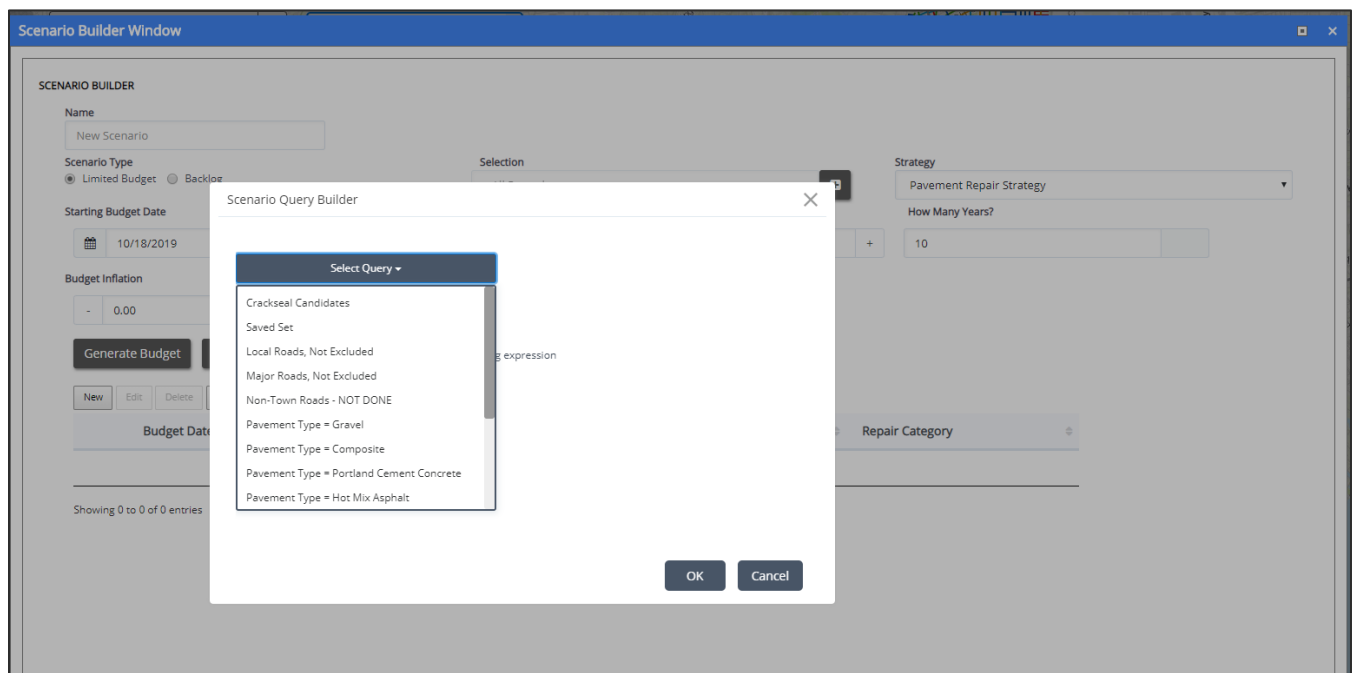 Scenario Builder Window
SCENARIO BUILDER
Name
New Scenario
Scenario Type
Limited Budget Backlog
Selection
Strategy
Pavement Repair Strategy
Starting Budget Date
10/18/2019
How Many Years?
+ 10
Budget Inflation
- 0.00
Generate Budget
New Edit Delete
Budget Date
Repair Category
Showing 0 to 0 of 0 entries
Scenario Query Builder
Select Query
Crackseal Candidates
Saved Set
Local Roads, Not Excluded
Major Roads, Not Excluded
Non-Town Roads - NOT DONE
Pavement Type = Gravel
Pavement Type = Composite
Pavement Type = Portland Cement Concrete
Pavement Type = Hot Mix Asphalt
g expression
OK Cancel